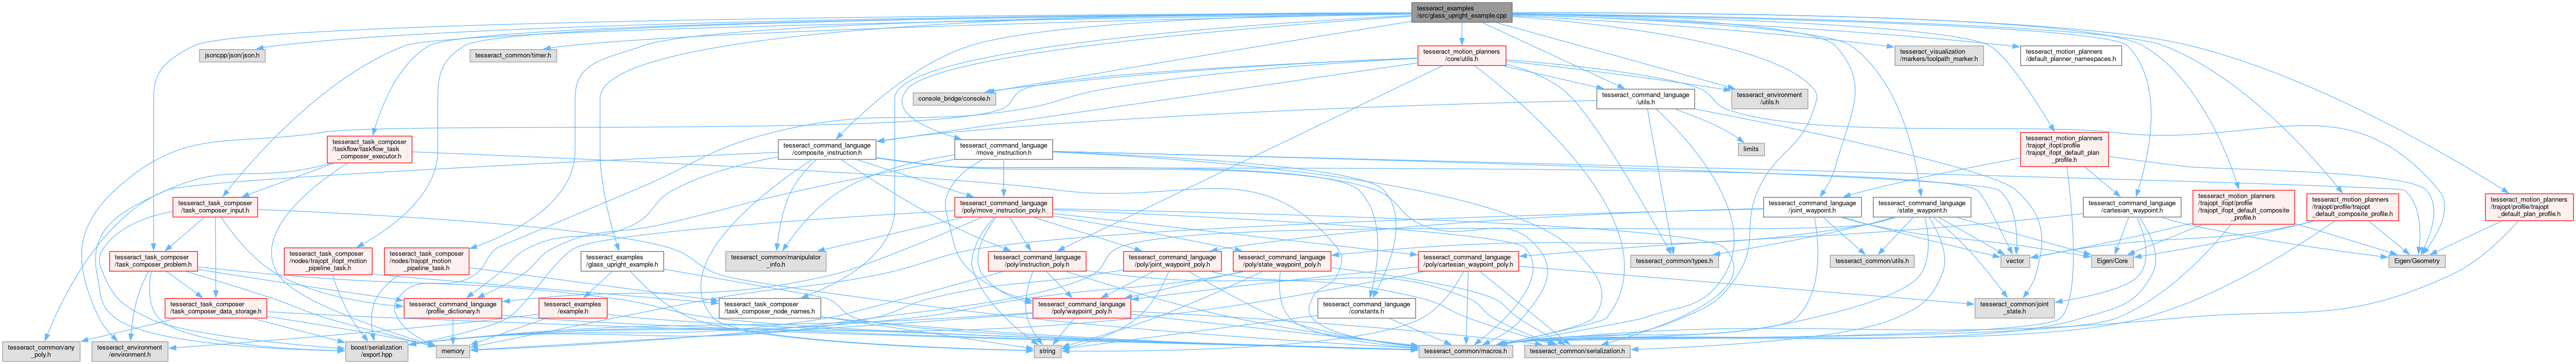 tesseract_examples
/src/glass_upright_example.cpp
jsoncpp/json/json.h
tesseract_common/timer.h
tesseract_motion_planners
/core/utils.h
tesseract_visualization
/markers/toolpath_marker.h
tesseract_motion_planners
/default_planner_namespaces.h
console_bridge/console.h
tesseract_command_language
/utils.h
tesseract_environment
/utils.h
tesseract_task_composer
/taskflow/taskflow_task
_composer_executor.h
tesseract_command_language
/composite_instruction.h
tesseract_command_language
/move_instruction.h
limits
tesseract_motion_planners
/trajopt_ifopt/profile
/trajopt_ifopt_default_plan
_profile.h
tesseract_task_composer
/task_composer_input.h
tesseract_command_language
/poly/move_instruction_poly.h
tesseract_command_language
/joint_waypoint.h
tesseract_command_language
/state_waypoint.h
tesseract_command_language
/cartesian_waypoint.h
tesseract_motion_planners
/trajopt_ifopt/profile
/trajopt_ifopt_default_composite
_profile.h
tesseract_motion_planners
/trajopt/profile/trajopt
_default_composite_profile.h
tesseract_motion_planners
/trajopt/profile/trajopt
_default_plan_profile.h
tesseract_task_composer
/task_composer_problem.h
tesseract_task_composer
/nodes/trajopt_ifopt_motion
_pipeline_task.h
tesseract_task_composer
/nodes/trajopt_motion
_pipeline_task.h
tesseract_examples
/glass_upright_example.h
tesseract_common/manipulator
_info.h
tesseract_command_language
/poly/instruction_poly.h
tesseract_command_language
/poly/joint_waypoint_poly.h
tesseract_command_language
/poly/state_waypoint_poly.h
tesseract_command_language
/poly/cartesian_waypoint_poly.h
tesseract_common/types.h
tesseract_common/utils.h
vector
Eigen/Core
Eigen/Geometry
tesseract_task_composer
/task_composer_data_storage.h
tesseract_command_language
/profile_dictionary.h
tesseract_examples
/example.h
tesseract_task_composer
/task_composer_node_names.h
tesseract_command_language
/poly/waypoint_poly.h
tesseract_command_language
/constants.h
tesseract_common/joint
_state.h
tesseract_common/any
_poly.h
tesseract_environment
/environment.h
boost/serialization
/export.hpp
memory
string
tesseract_common/macros.h
tesseract_common/serialization.h